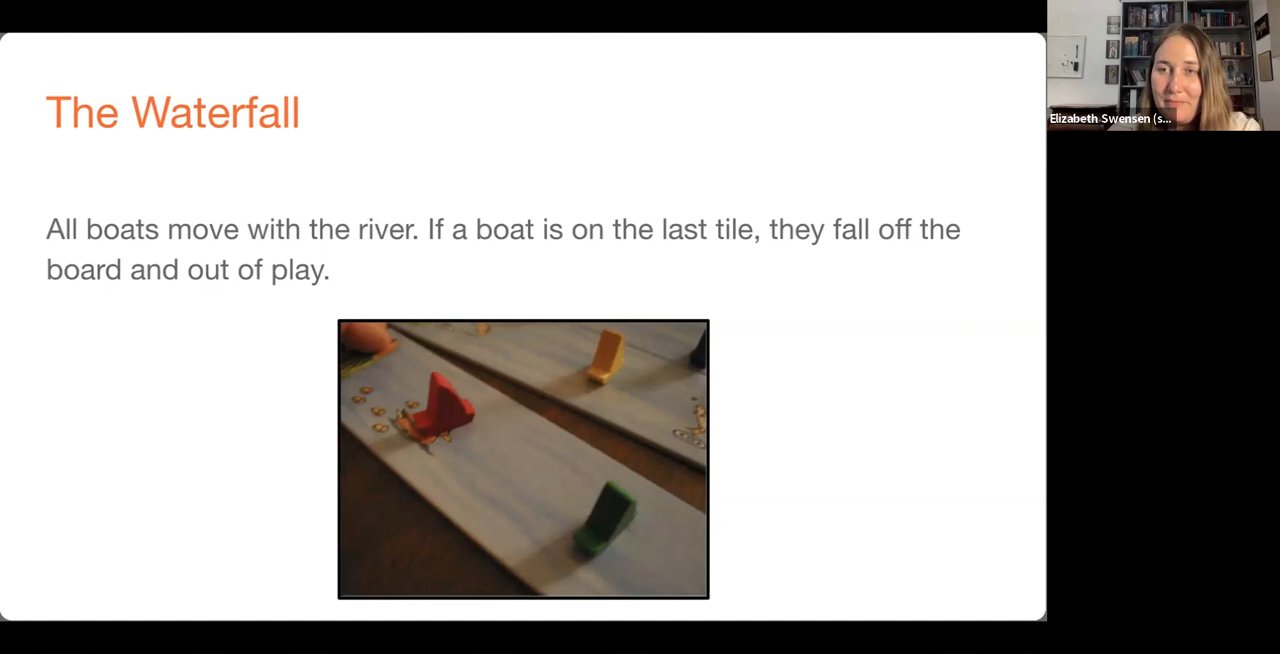 The Waterfall
All boats move with the river. If a boat is on the last tile, they fall off the
board and out of play.
Elizabeth Swensen (s...